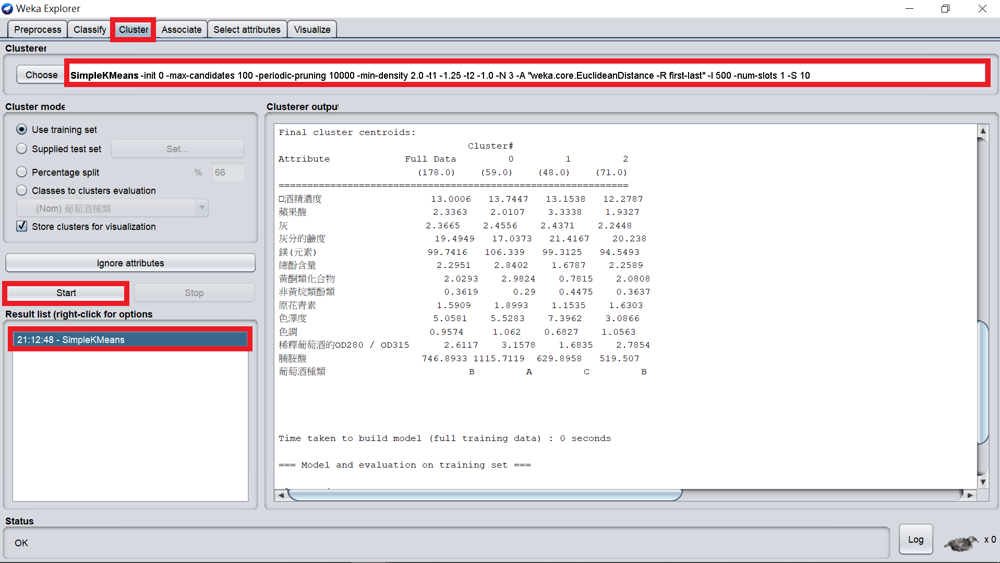 Weka Explorer
Preprocess Classify Cluster Associate Select attributes Visualize
Clusterer
Choose SimpleKMeans -init 0 -max-candidates 100 -periodic-pruning 10000 -min-density 2.0 -t1 -1.25 -t2 -1.0 -N 3 -A "weka.core.EuclideanDistance -R first-last" -I 500 -num-slots 1 -S 10
Cluster mode
Use training set
Supplied test set Set...
Percentage split % 66
Classes to clusters evaluation
(Nom) 葡萄酒種類
Store clusters for visualization
Ignore attributes
Start Stop
Result list (right-click for options
21:12:48 - SimpleKMeans
Clusterer output
Final cluster centroids:
Cluster#
Attribute Full Data 0 1 2
(178.0) (59.0) (48.0) (71.0)
=============================================================
□酒精濃度 13.0006 13.7447 13.1538 12.2787
蘋果酸 2.3363 2.0107 3.3338 1.9327
灰 2.3665 2.4556 2.4371 2.2448
灰分的鹼度 19.4949 17.0373 21.4167 20.238
鎂(元素) 99.7416 106.339 99.3125 94.5493
總酚含量 2.2951 2.8402 1.6787 2.2589
黃酮類化合物 2.0293 2.9824 0.7815 2.0808
非黃烷類酚類 0.3619 0.29 0.4475 0.3637
原花青素 1.5909 1.8993 1.1535 1.6303
色澤度 5.0581 5.5283 7.3962 3.0866
色調 0.9574 1.062 0.6827 1.0563
稀釋葡萄酒的OD280 / OD315 2.6117 3.1578 1.6835 2.7854
脯胺酸 746.8933 1115.7119 629.8958 519.507
葡萄酒種類 B A C B
Time taken to build model (full training data) : 0 seconds
=== Model and evaluation on training set ===
Status
OK
Log x 0